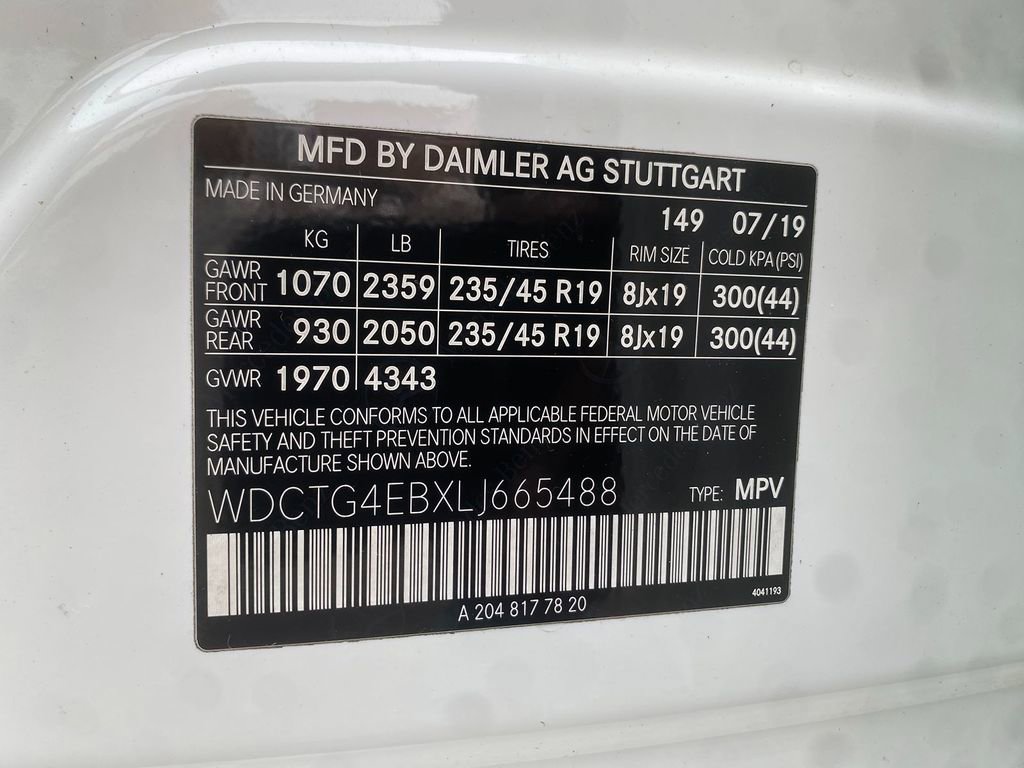 MFD BY DAIMLER AG STUTTGART
MADE IN GERMANY
149 07/19
KG LB TIRES RIM SIZE COLD KPA (PSI)
GAWR FRONT 1070 2359 235/45 R19 8Jx19 300(44)
GAWR REAR 930 2050 235/45 R19 8Jx19 300(44)
GVWR 1970 4343
THIS VEHICLE CONFORMS TO ALL APPLICABLE FEDERAL MOTOR VEHICLE
SAFETY AND THEFT PREVENTION STANDARDS IN EFFECT ON THE DATE OF
MANUFACTURE SHOWN ABOVE.
WDCTG4EBXLJ665488 TYPE: MPV
A 204 817 78 20
4041193